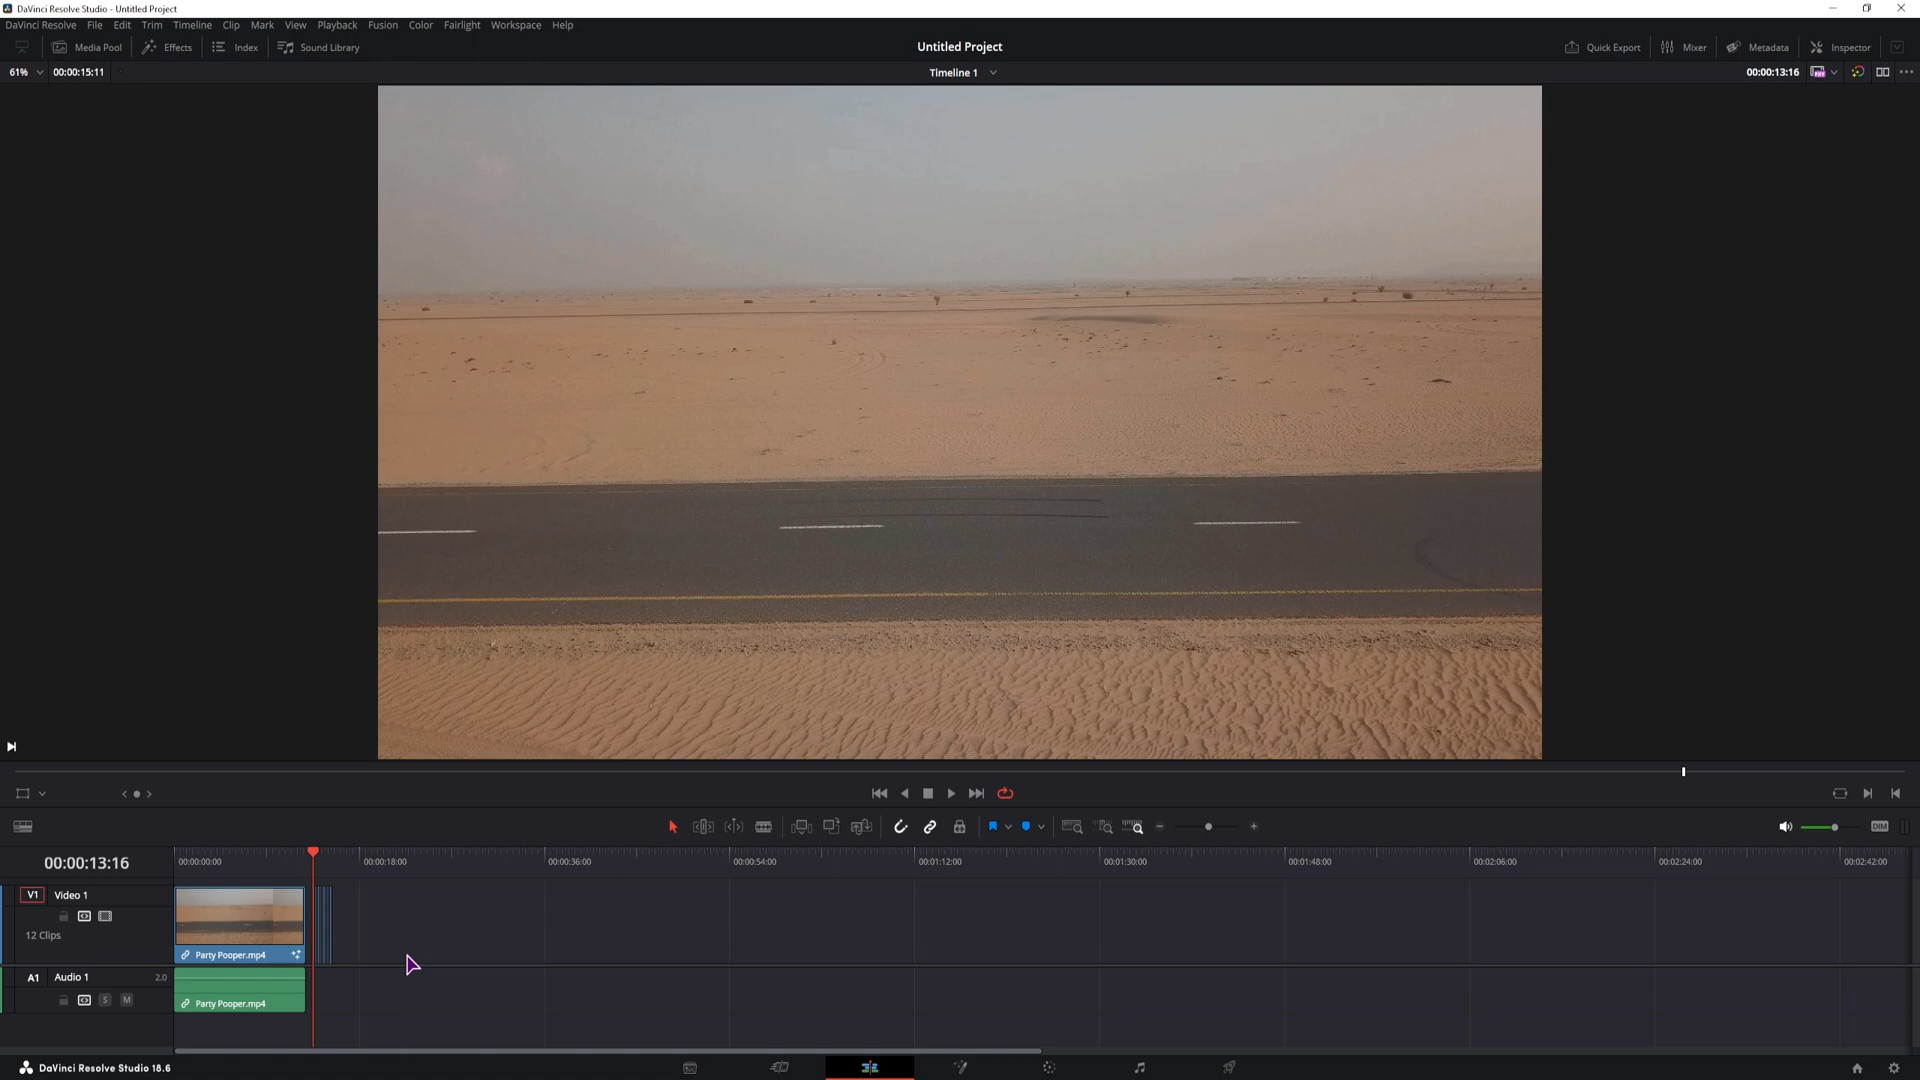 DaVinci Resolve Studio - Untitled Project
DaVinci Resolve File Edit Trim Timeline Clip Mark View Playback Fusion Color Fairlight Workspace Help
Media Pool Effects Index Sound Library Untitled Project Quick Export Mixer Metadata Inspector
61% 00:00:15:11 Timeline 1 00:00:13:16
DIM
00:00:13:16 00:00:00:00 00:00:18:00 00:00:36:00 00:00:54:00 00:01:12:00 00:01:30:00 00:01:48:00 00:02:06:00 00:02:24:00 00:02:42:00
V1 Video 1
12 Clips
Party Pooper.mp4
A1 Audio 1 2.0
S M
Party Pooper.mp4
DaVinci Resolve Studio 18.6